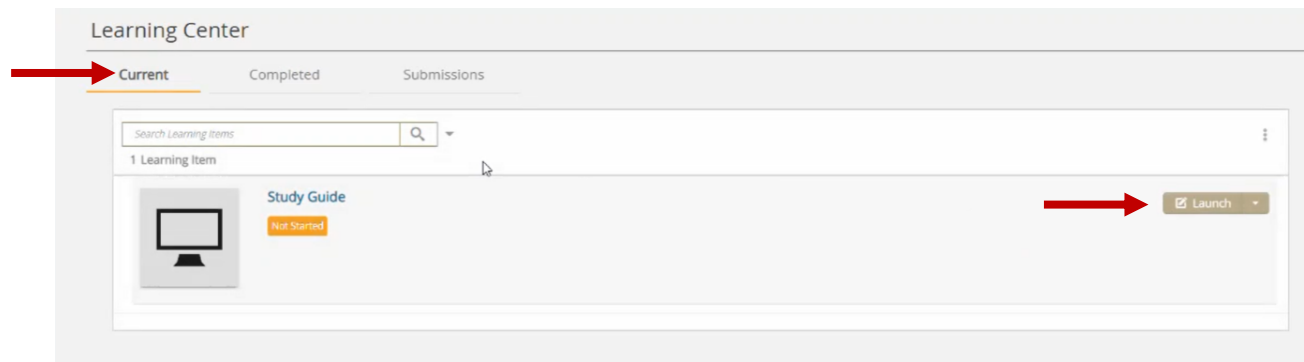 Learning Center
Current Completed Submissions
Search Learning Items
1 Learning Item
Study Guide
Launch
Not Started